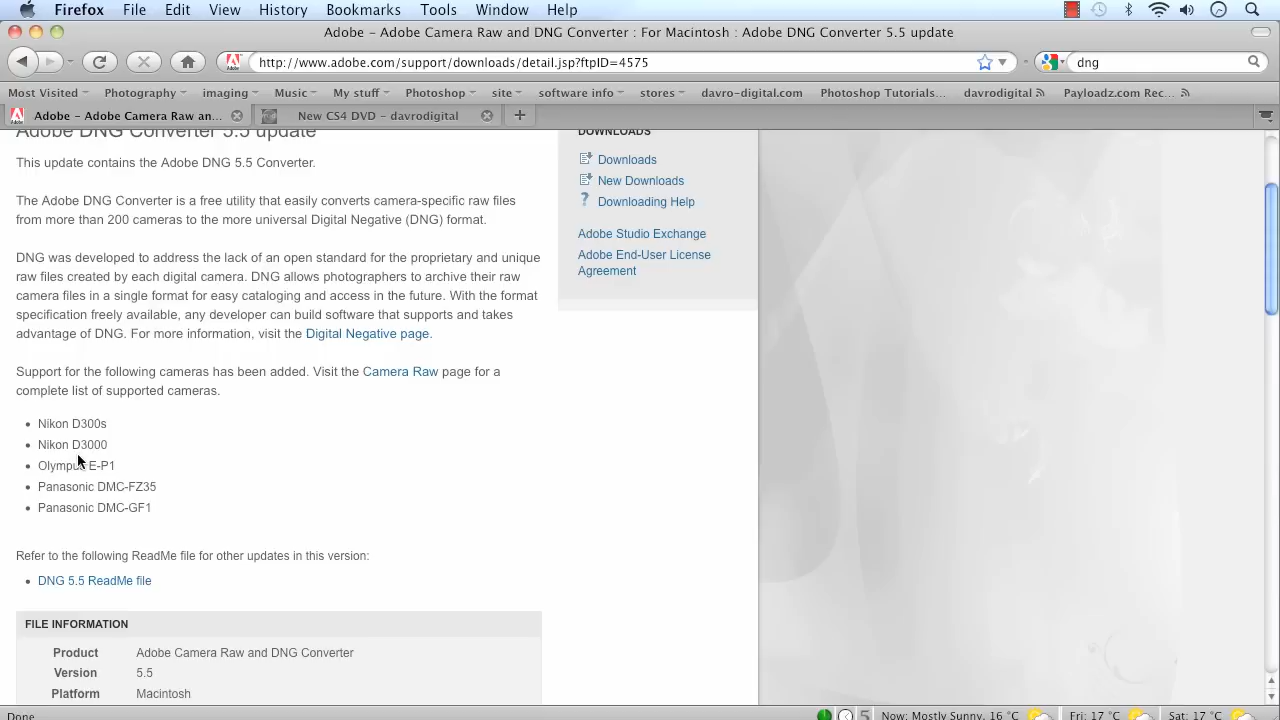 Firefox File Edit View History Bookmarks Tools Window Help
Adobe - Adobe Camera Raw and DNG Converter : For Macintosh : Adobe DNG Converter 5.5 update
http://www.adobe.com/support/downloads/detail.jsp?ftpID=4575
dng
Most Visited Photography imaging Music My stuff Photoshop site software info stores davro-digital.com Photoshop Tutorials... davrodigital Payloadz.com Rec...
Adobe - Adobe Camera Raw an... New CS4 DVD - davrodigital
Adobe DNG Converter 5.5 update
This update contains the Adobe DNG 5.5 Converter.
The Adobe DNG Converter is a free utility that easily converts camera-specific raw files
from more than 200 cameras to the more universal Digital Negative (DNG) format.
DNG was developed to address the lack of an open standard for the proprietary and unique
raw files created by each digital camera. DNG allows photographers to archive their raw
camera files in a single format for easy cataloging and access in the future. With the format
specification freely available, any developer can build software that supports and takes
advantage of DNG. For more information, visit the Digital Negative page.
Support for the following cameras has been added. Visit the Camera Raw page for a
complete list of supported cameras.
• Nikon D300s
• Nikon D3000
• Olympus E-P1
• Panasonic DMC-FZ35
• Panasonic DMC-GF1
Refer to the following ReadMe file for other updates in this version:
• DNG 5.5 ReadMe file
FILE INFORMATION
Product Adobe Camera Raw and DNG Converter
Version 5.5
Platform Macintosh
DOWNLOADS
Downloads
New Downloads
? Downloading Help
Adobe Studio Exchange
Adobe End-User License
Agreement
Done 5 Now: Mostly Sunny, 16 °C Fri: 17 °C Sat: 17 °C